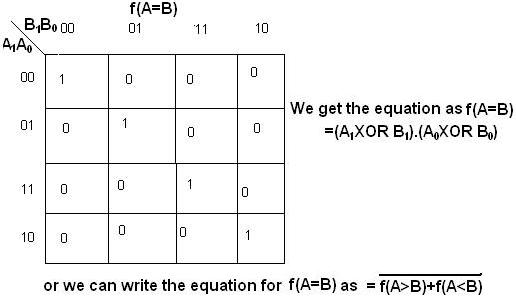 f(A=B)
B₁B₀ 00 01 11 10
A₁A₀
00 1 0 0 0
01 0 1 0 0
11 0 0 1 0
10 0 0 0 1
We get the equation as f(A=B)
=(A₁XOR B₁).(A₀XOR B₀)
or we can write the equation for f(A=B) as = f(A>B)+f(A<B)